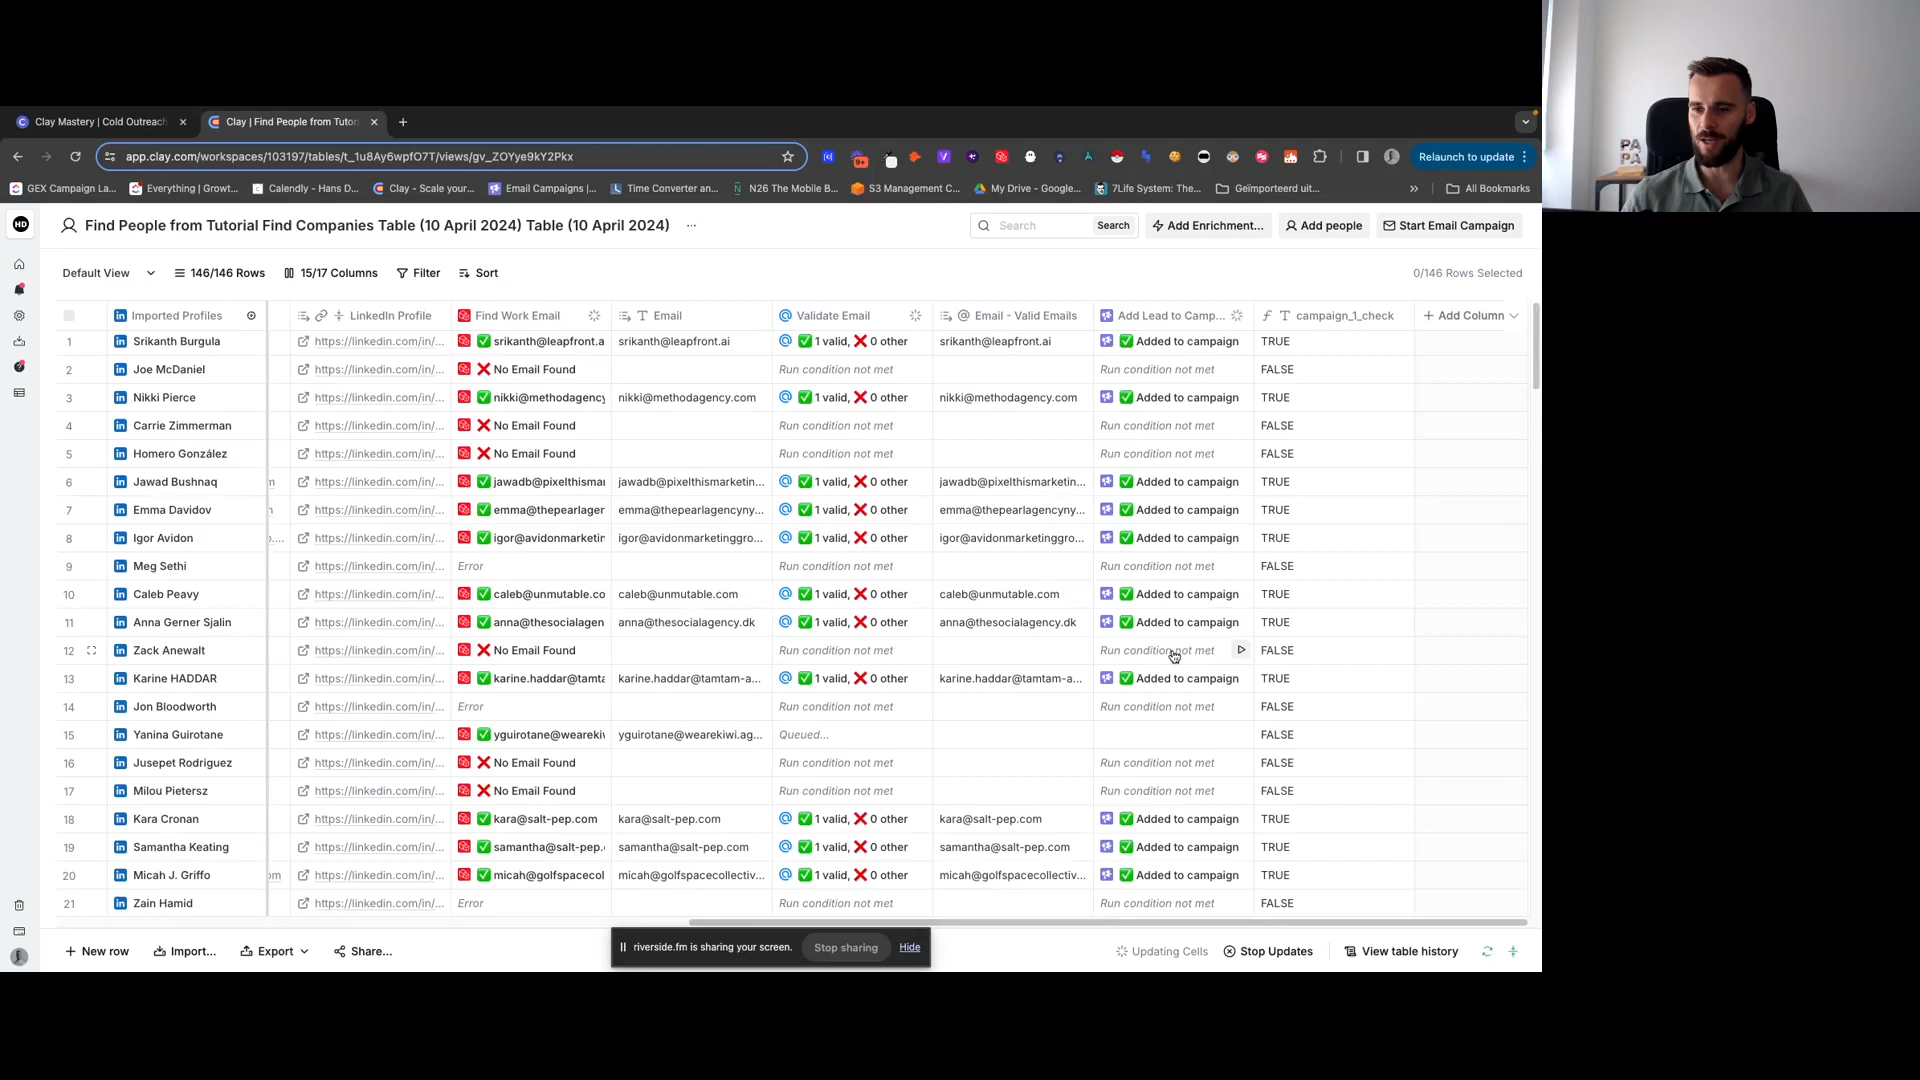 PA
PA
Clay Mastery | Cold Outreach
Clay | Find People from Tutor
app.clay.com/workspaces/103197/tables/t_1u8Ay6wpfO7T/views/gv_ZOYye9kY2Pkx
9+
Relaunch to update
GEX Campaign La...
Everything | Growt...
Calendly - Hans D...
Clay - Scale your...
Email Campaigns |...
Time Converter an...
N26 The Mobile B...
S3 Management C...
My Drive - Google...
7Life System: The...
Geïmporteerd uit...
»
All Bookmarks
HD
Find People from Tutorial Find Companies Table (10 April 2024) Table (10 April 2024) ...
Search
Search
Add Enrichment...
Add people
Start Email Campaign
Default View
146/146 Rows
15/17 Columns
Filter
Sort
0/146 Rows Selected
Imported Profiles LinkedIn Profile Find Work Email Email Validate Email Email - Valid Emails Add Lead to Camp... campaign_1_check + Add Column
1 Srikanth Burgula https://linkedin.com/in/... srikanth@leapfront.a srikanth@leapfront.ai 1 valid, ❌ 0 other srikanth@leapfront.ai Added to campaign TRUE
2 Joe McDaniel https://linkedin.com/in/... No Email Found Run condition not met Run condition not met FALSE
3 Nikki Pierce https://linkedin.com/in/... nikki@methodagency nikki@methodagency.com 1 valid, ❌ 0 other nikki@methodagency.com Added to campaign TRUE
4 Carrie Zimmerman https://linkedin.com/in/... No Email Found Run condition not met Run condition not met FALSE
5 Homero González https://linkedin.com/in/... No Email Found Run condition not met Run condition not met FALSE
6 Jawad Bushnaq m https://linkedin.com/in/... jawadb@pixelthismar jawadb@pixelthismarketin... 1 valid, ❌ 0 other jawadb@pixelthismarketin... Added to campaign TRUE
7 Emma Davidov https://linkedin.com/in/... emma@thepearlager emma@thepearlagencyny... 1 valid, ❌ 0 other emma@thepearlagencyny... Added to campaign TRUE
8 Igor Avidon o.... https://linkedin.com/in/... igor@avidonmarketin igor@avidonmarketinggro... 1 valid, ❌ 0 other igor@avidonmarketinggro... Added to campaign TRUE
9 Meg Sethi https://linkedin.com/in/... Error Run condition not met Run condition not met FALSE
10 Caleb Peavy https://linkedin.com/in/... caleb@unmutable.co caleb@unmutable.com 1 valid, ❌ 0 other caleb@unmutable.com Added to campaign TRUE
11 Anna Gerner Sjalin https://linkedin.com/in/... anna@thesocialagen anna@thesocialagency.dk 1 valid, ❌ 0 other anna@thesocialagency.dk Added to campaign TRUE
12 Zack Anewalt https://linkedin.com/in/... No Email Found Run condition not met Run condition not met FALSE
13 Karine HADDAR https://linkedin.com/in/... karine.haddar@tamta karine.haddar@tamtam-a... 1 valid, ❌ 0 other karine.haddar@tamtam-a... Added to campaign TRUE
14 Jon Bloodworth https://linkedin.com/in/... Error Run condition not met Run condition not met FALSE
15 Yanina Guirotane https://linkedin.com/in/... yguirotane@wearekiv yguirotane@wearekiwi.ag... Queued... FALSE
16 Jusepet Rodriguez https://linkedin.com/in/... No Email Found Run condition not met Run condition not met FALSE
17 Milou Pietersz https://linkedin.com/in/... No Email Found Run condition not met Run condition not met FALSE
18 Kara Cronan https://linkedin.com/in/... kara@salt-pep.com kara@salt-pep.com 1 valid, ❌ 0 other kara@salt-pep.com Added to campaign TRUE
19 Samantha Keating https://linkedin.com/in/... samantha@salt-pep. samantha@salt-pep.com 1 valid, ❌ 0 other samantha@salt-pep.com Added to campaign TRUE
20 Micah J. Griffo om https://linkedin.com/in/... micah@golfspacecol micah@golfspacecollectiv... 1 valid, ❌ 0 other micah@golfspacecollectiv... Added to campaign TRUE
21 Zain Hamid https://linkedin.com/in/... Error Run condition not met Run condition not met FALSE
+ New row
Import...
Export
Share...
riverside.fm is sharing your screen.
Stop sharing
Hide
Updating Cells
Stop Updates
View table history